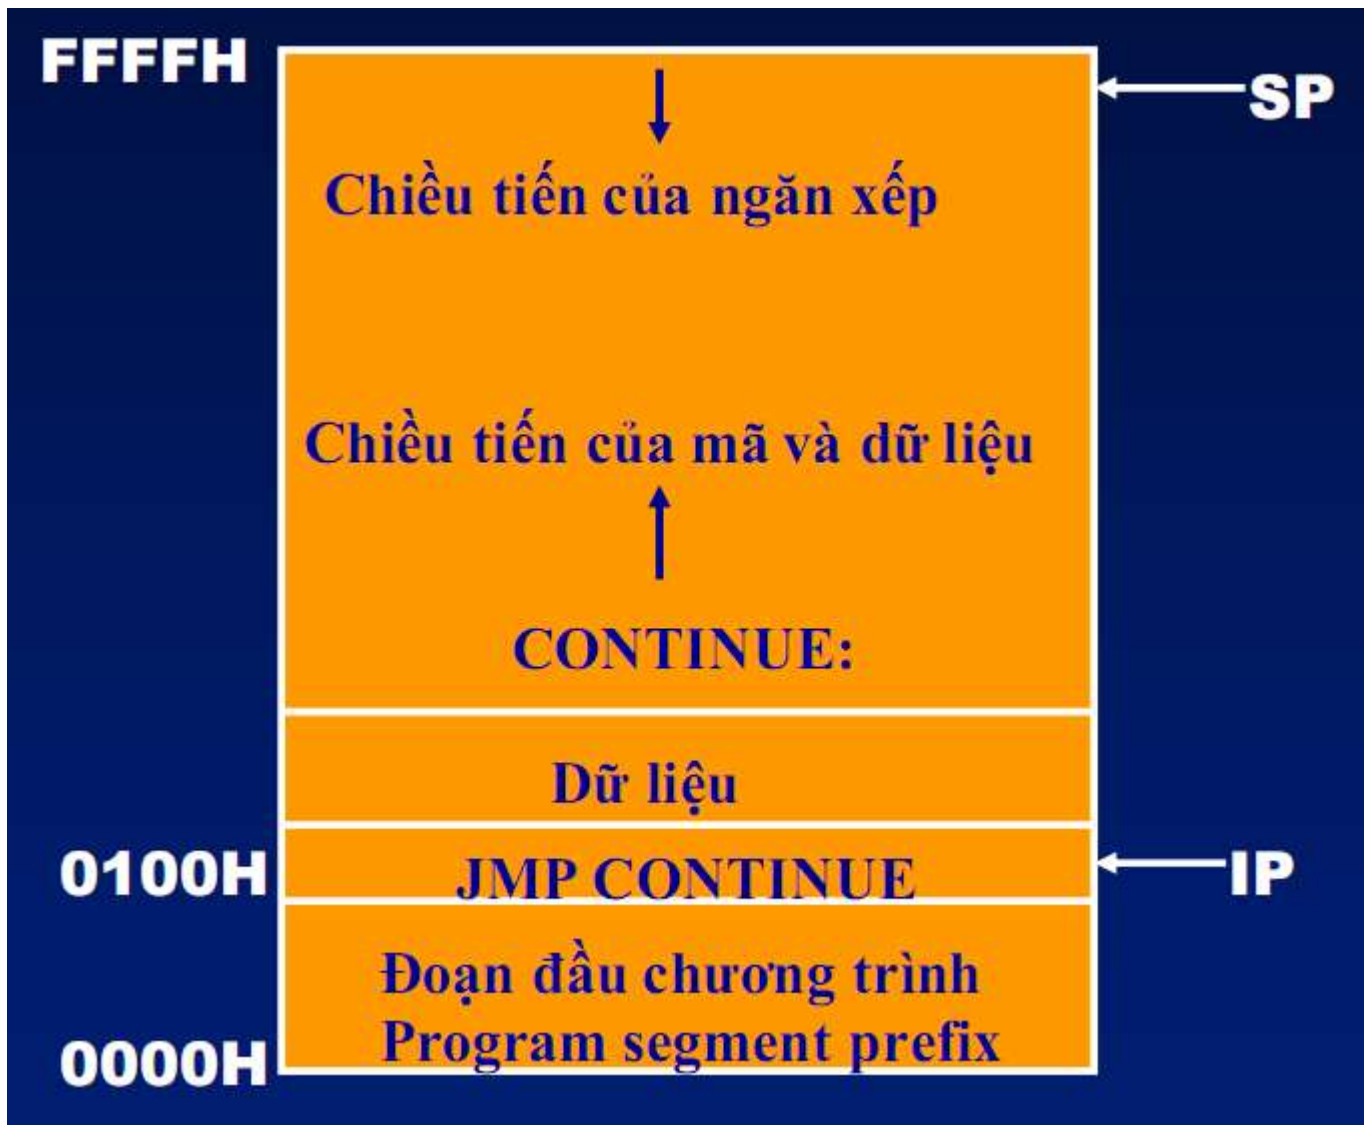 FFFFH
SP
Chiều tiến của ngăn xếp
Chiều tiến của mã và dữ liệu
CONTINUE:
Dữ liệu
0100H
JMP CONTINUE
IP
Đoạn đầu chương trình
Program segment prefix
0000H